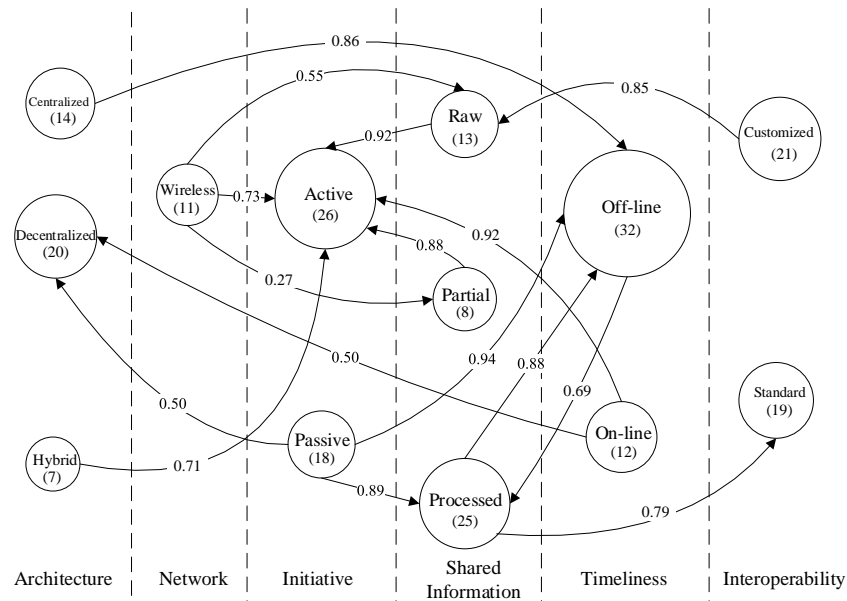 0.86
0.55
0.85
Centralized
(14)
Raw
(13)
Customized
(21)
0.92
Wireless
(11)
0.73
Active
(26)
Off-line
(32)
Decentralized
(20)
0.92
0.88
0.27
Partial
(8)
0.50
0.94
0.88
0.69
Standard
(19)
0.50
Hybrid
(7)
0.71
Passive
(18)
On-line
(12)
0.89
Processed
(25)
0.79
Architecture
Network
Initiative
Shared
Information
Timeliness
Interoperability